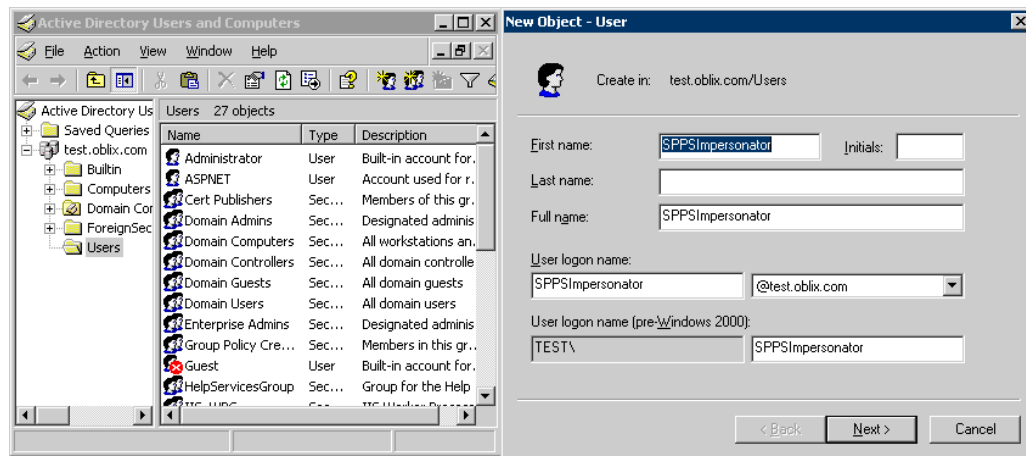 Active Directory Users and Computers
File Action View Window Help
Active Directory Us
Saved Queries
test.oblix.com
Builtin
Computers
Domain Cor
ForeignSec
Users
Users 27 objects
Name Type Description
Administrator User Built-in account for.
ASPNET User Account used for r.
Cert Publishers Sec... Members of this gr.
Domain Admins Sec... Designated adminis
Domain Computers Sec... All workstations an.
Domain Controllers Sec... All domain controlle
Domain Guests Sec... All domain guests
Domain Users Sec... All domain users
Enterprise Admins Sec... Designated adminis
Group Policy Cre... Sec... Members in this gr..
Guest User Built-in account for.
HelpServicesGroup Sec... Group for the Help
New Object - User
Create in: test.oblix.com/Users
First name: SPPSImpersonator Initials:
Last name:
Full name: SPPSImpersonator
User logon name:
SPPSImpersonator @test.oblix.com
User logon name (pre-Windows 2000):
TEST\ SPPSImpersonator
< Back Next > Cancel